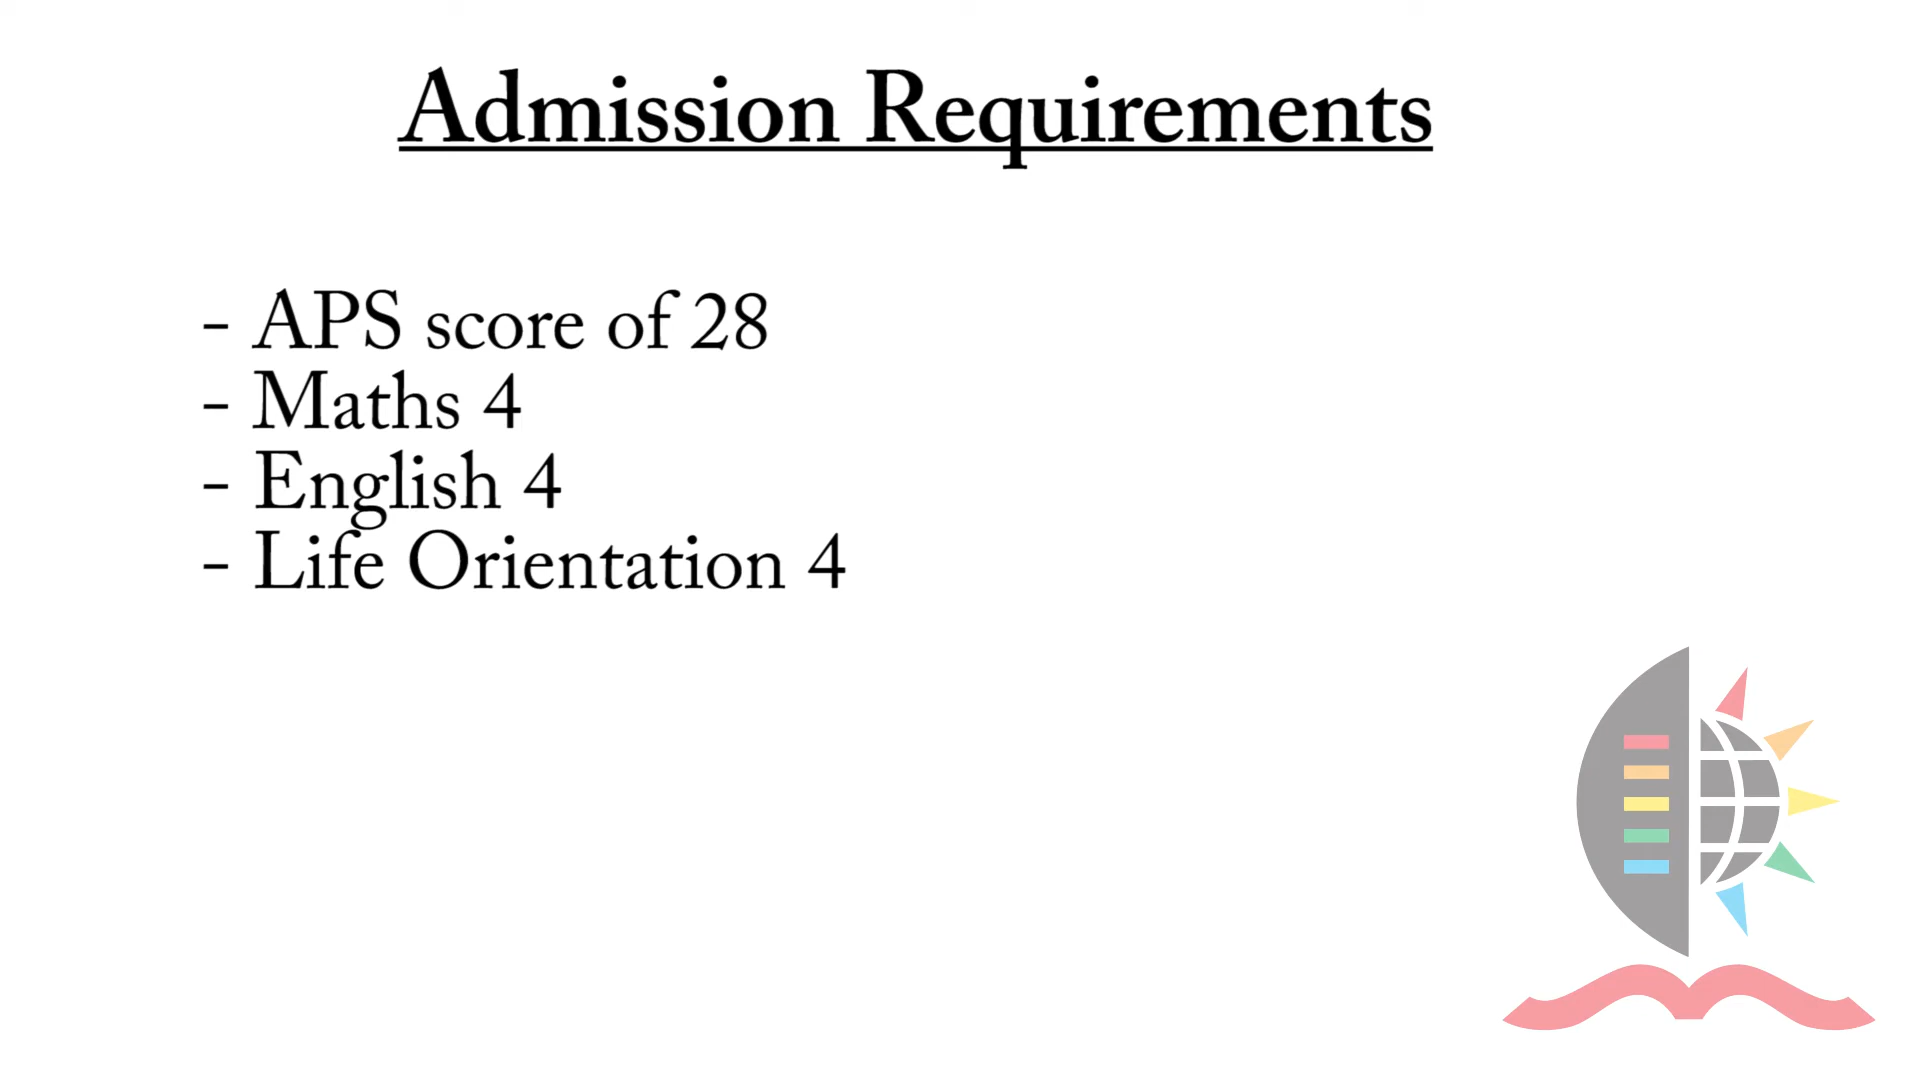 Admission Requirements
- APS score of 28
- Maths 4
- English 4
- Life Orientation 4